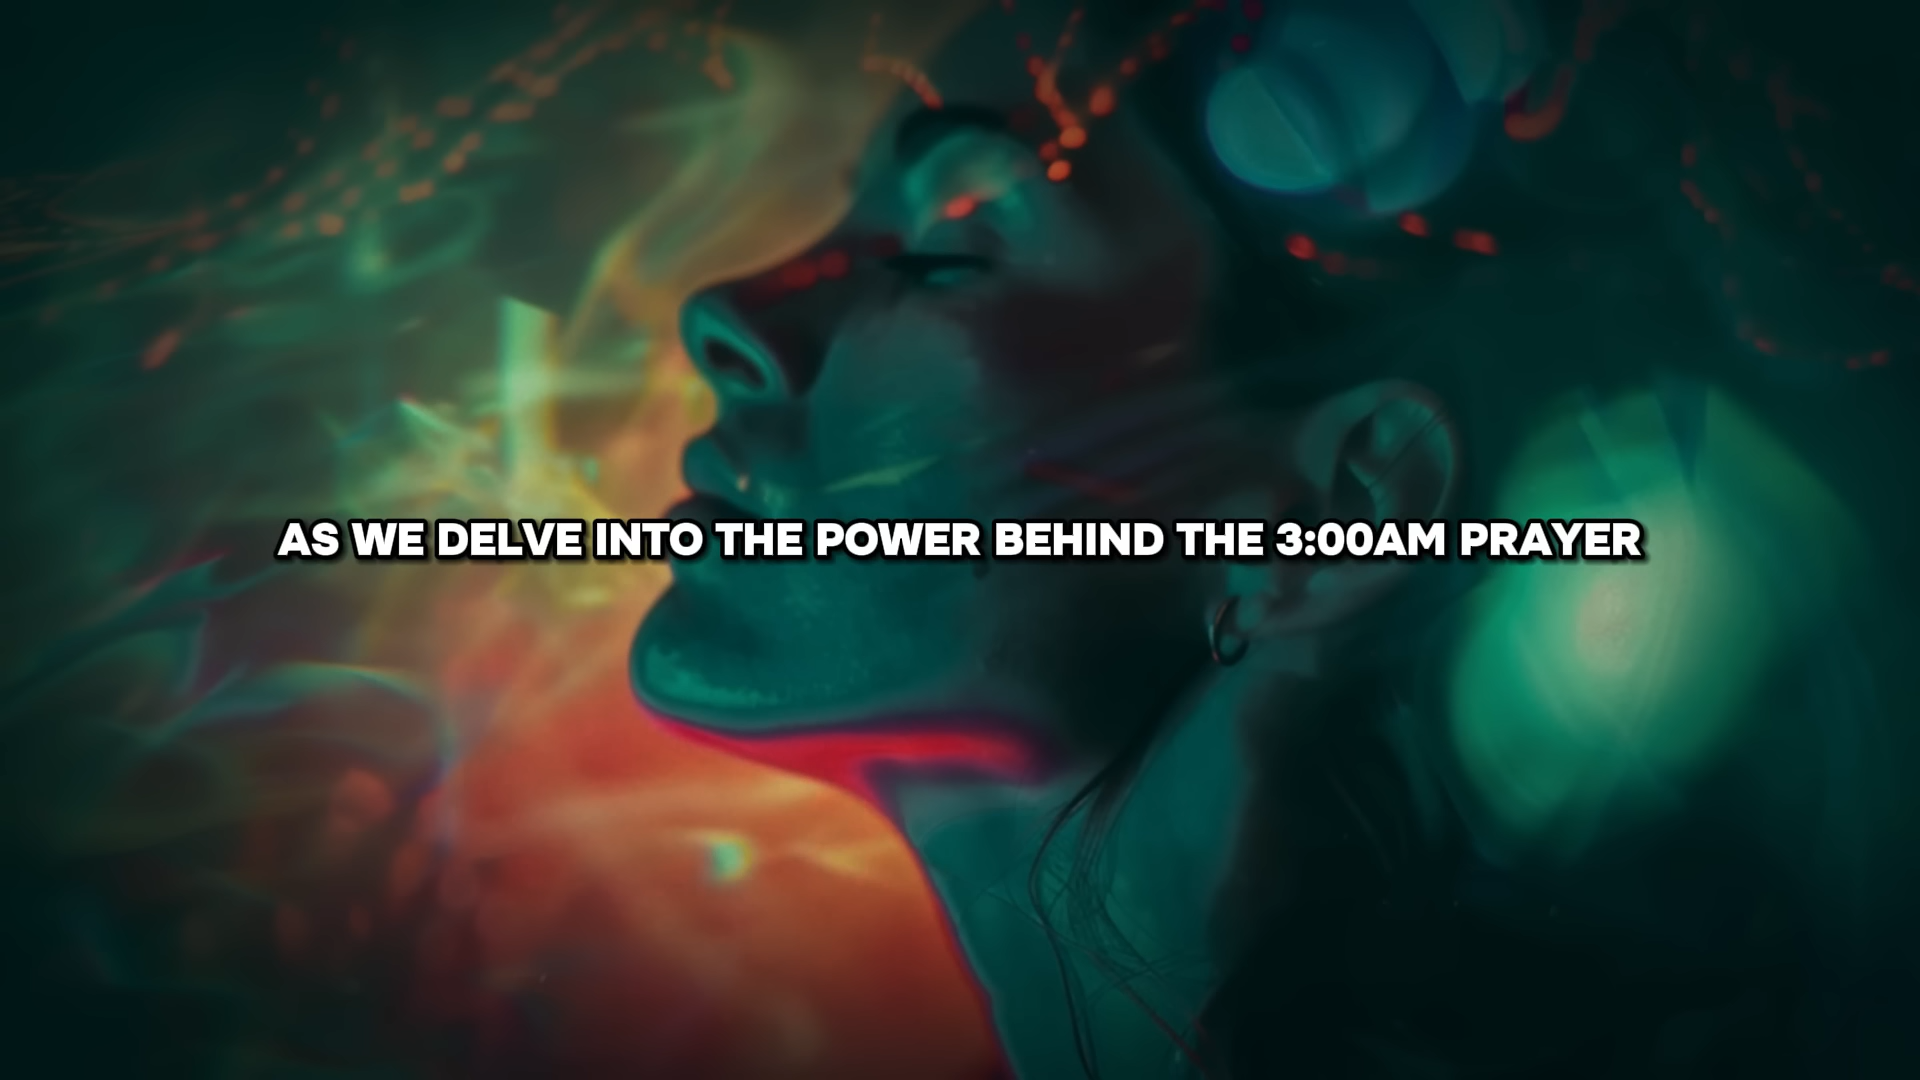 AS WE DELVE INTO THE POWER BEHIND THE 3:00AM PRAYER